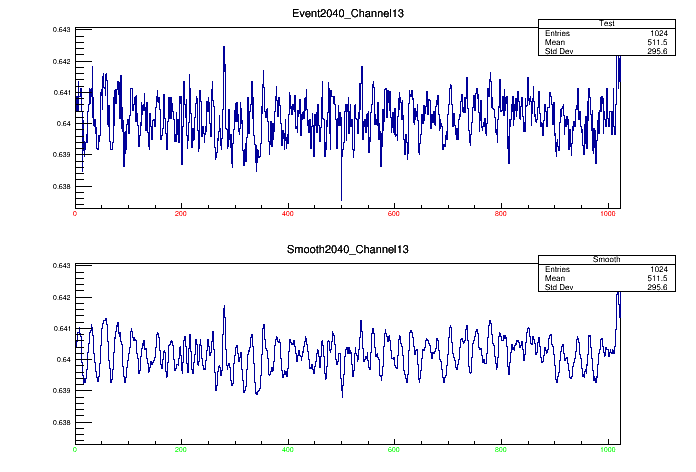 Event2040_Channel13
Test
Entries 1024
Mean 511.5
Std Dev 295.6
0.643
0.642
0.641
0.64
0.639
0.638
0 200 400 600 800 1000
Smooth2040_Channel13
Smooth
Entries 1024
Mean 511.5
Std Dev 295.6
0.643
0.642
0.641
0.64
0.639
0.638
0 200 400 600 800 1000